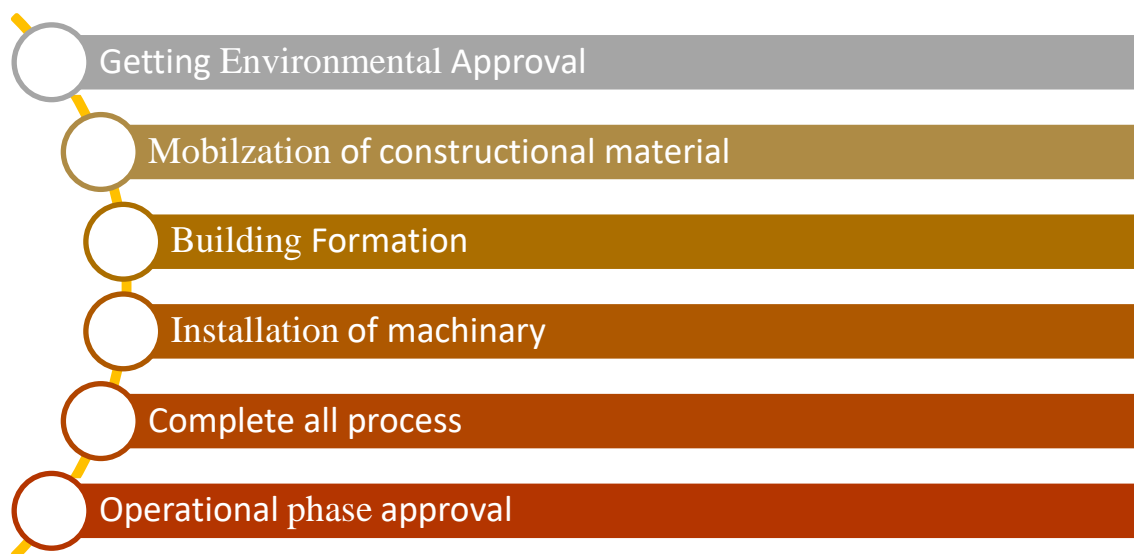 Getting Environmental Approval
Mobilzation of constructional material
Building Formation
Installation of machinary
Complete all process
Operational phase approval